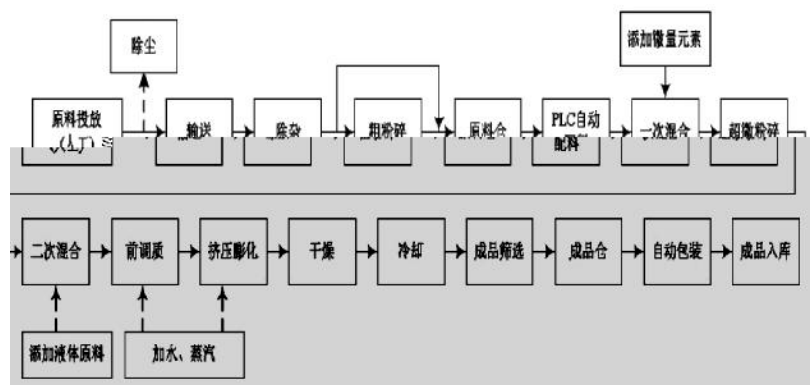 除尘
添加微量元素
原料投放
(人工)
输送
除杂
粗粉碎
原料仓
PLC自动
配料
一次混合
超微粉碎
二次混合
前调质
挤压膨化
干燥
冷却
成品筛选
成品仓
自动包装
成品入库
添加液体原料
加水、蒸汽